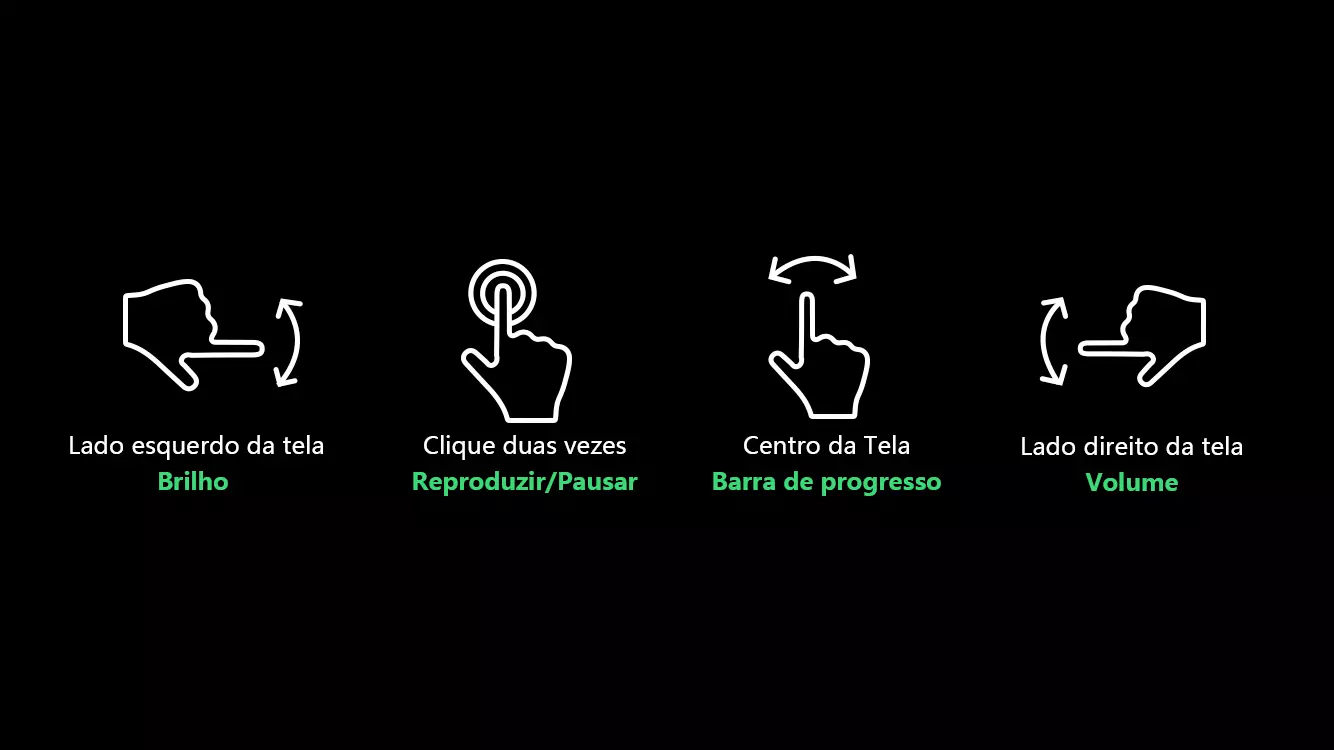 Lado esquerdo da tela
Brilho
Clique duas vezes
Reproduzir/Pausar
Centro da Tela
Barra de progresso
Lado direito da tela
Volume